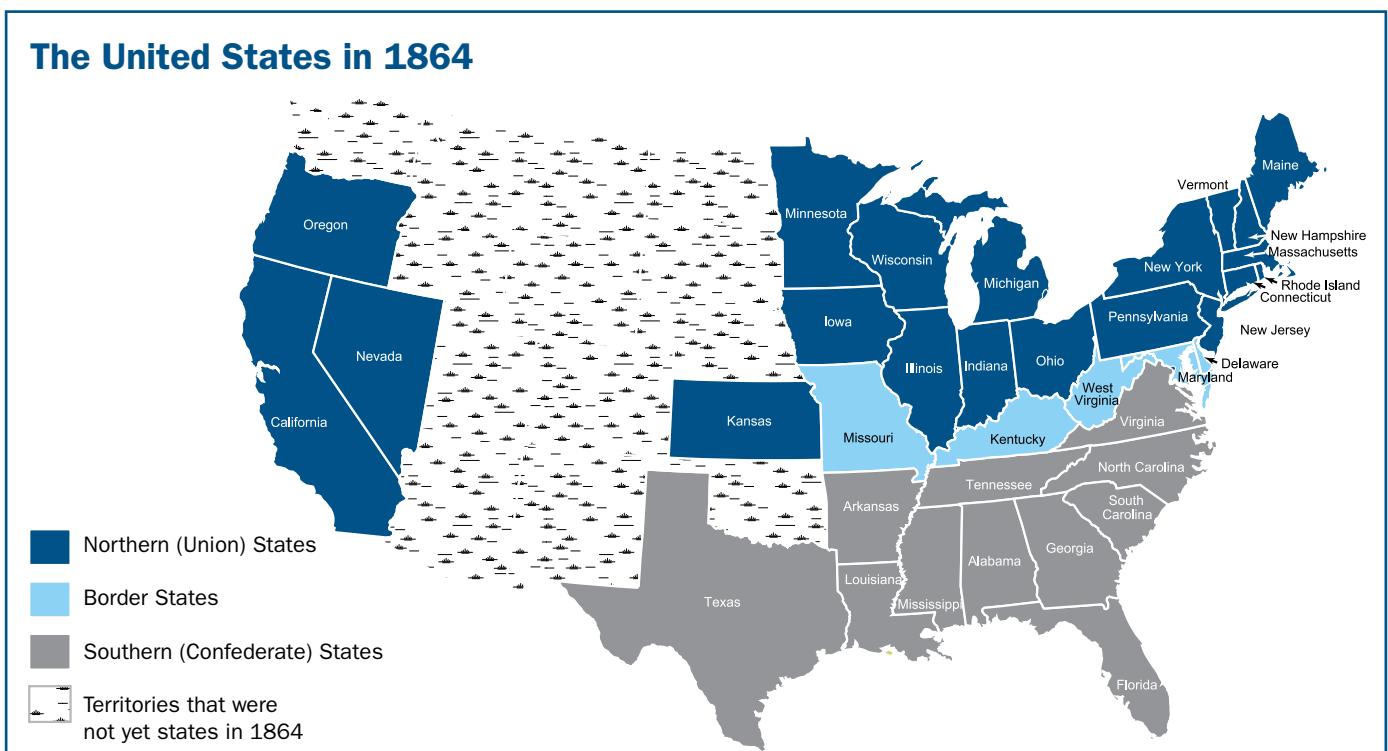 The United States in 1864
Maine
Vermont
Minnesota
Oregon
New Hampshire
Massachusetts
Wisconsin
New York
Michigan
Rhode Island
Connecticut
Iowa
Pennsylvania
New Jersey
Nevada
Illinois
Indiana
Ohio
Delaware
Maryland
West
Virginia
California
Kansas
Missouri
Kentucky
Virginia
North Carolina
Tennessee
Arkansas
South
Carolina
Georgia
Alabama
Louisiana
Mississippi
Texas
Florida
Northern (Union) States
Border States
Southern (Confederate) States
Territories that were
not yet states in 1864